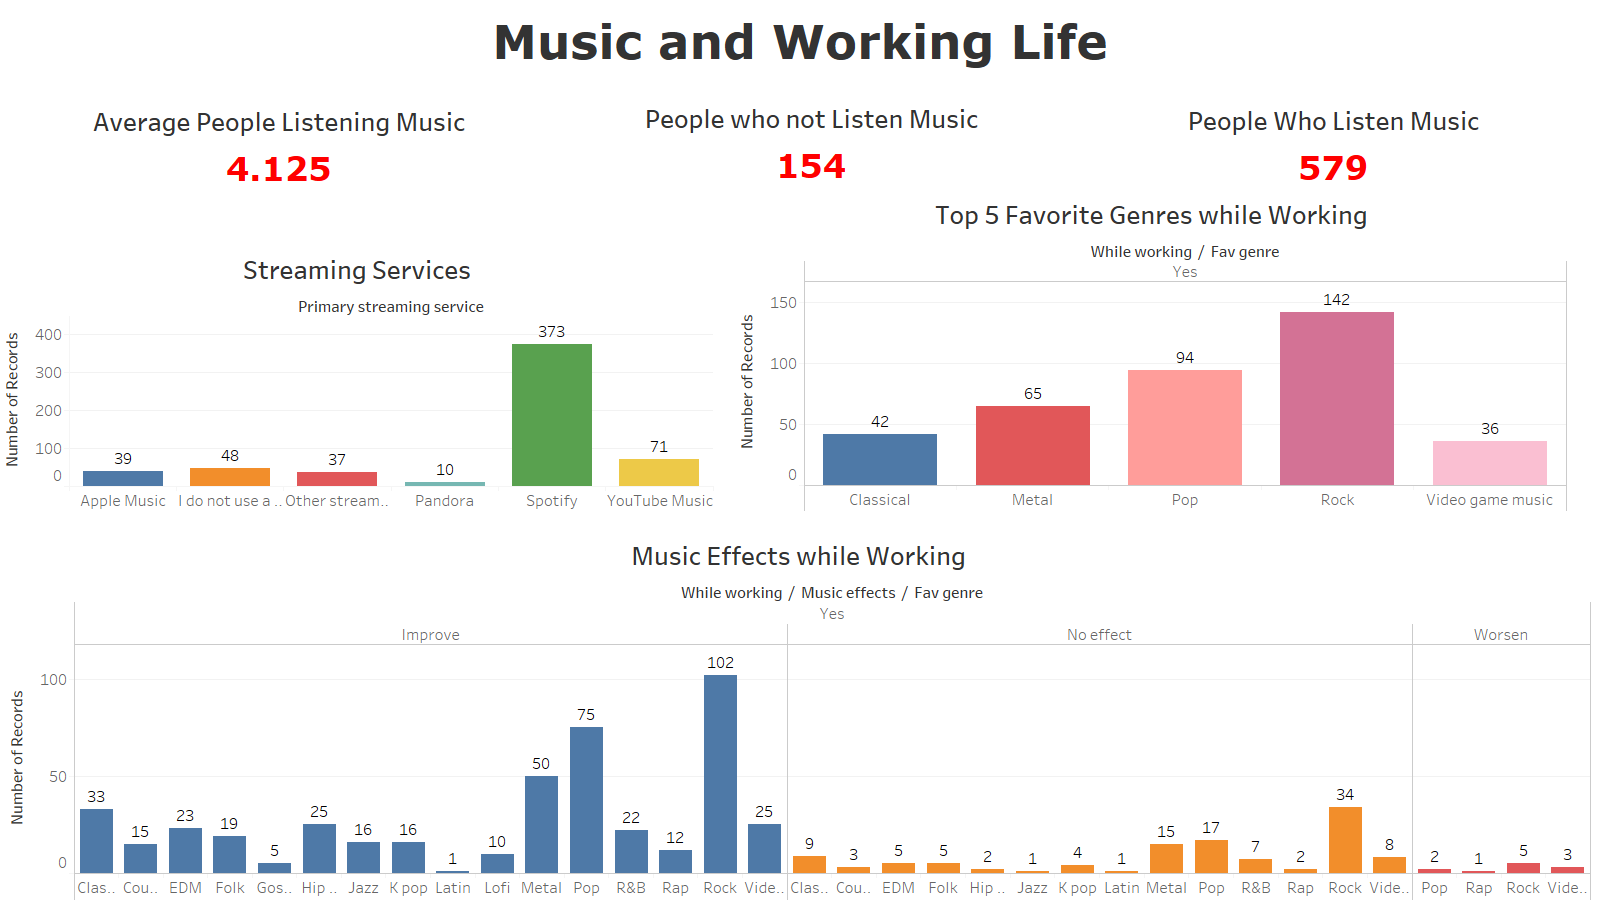 Music and Working Life
Average People Listening Music
4.125
People who not Listen Music
154
People Who Listen Music
579
Streaming Services
Primary streaming service
Number of Records
400
300
200
100
0
39
48
37
10
373
71
Apple Music
I do not use a ..
Other stream..
Pandora
Spotify
YouTube Music
Top 5 Favorite Genres while Working
While working / Fav genre
Yes
Number of Records
150
100
50
0
42
65
94
142
36
Classical
Metal
Pop
Rock
Video game music
Music Effects while Working
While working / Music effects / Fav genre
Yes
Improve
No effect
Worsen
Number of Records
100
50
0
33
15
23
19
5
25
16
16
1
10
50
75
22
12
102
25
9
3
5
5
2
1
4
1
15
17
7
2
34
8
2
1
5
3
Clas..
Cou..
EDM
Folk
Gos..
Hip ..
Jazz
K pop
Latin
Lofi
Metal
Pop
R&B
Rap
Rock
Vide..
Clas..
Cou..
EDM
Folk
Hip ..
Jazz
K pop
Latin
Metal
Pop
R&B
Rap
Rock
Vide..
Pop
Rap
Rock
Vide..